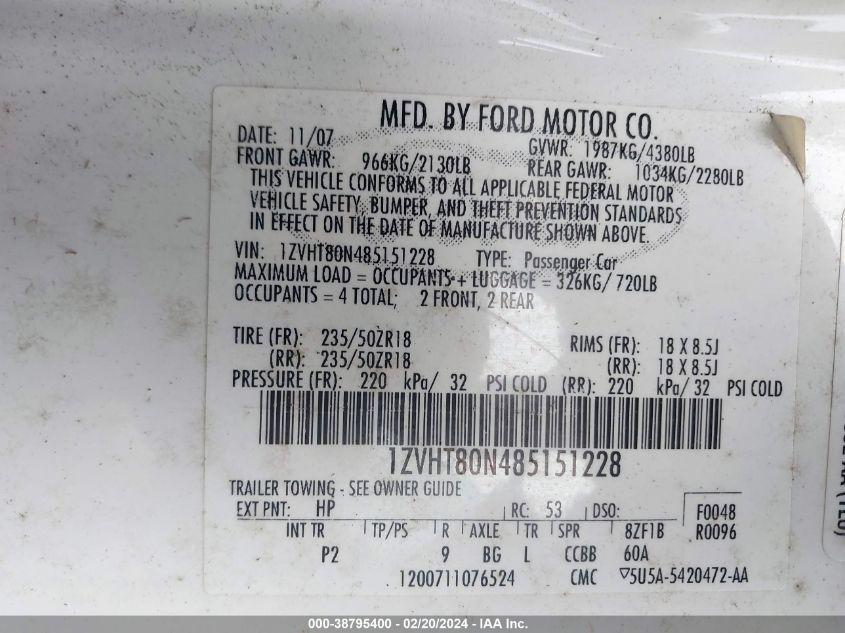 MFD. BY FORD MOTOR CO.
DATE: 11/07 GVWR: 1987KG/4380LB
FRONT GAWR: 966KG/2130LB REAR GAWR: 1034KG/2280LB
THIS VEHICLE CONFORMS TO ALL APPLICABLE FEDERAL MOTOR
VEHICLE SAFETY, BUMPER, AND THEFT PREVENTION STANDARDS
IN EFFECT ON THE DATE OF MANUFACTURE SHOWN ABOVE.
VIN: 1ZVHT80N485151228 TYPE: Passenger Car
MAXIMUM LOAD = OCCUPANTS + LUGGAGE = 326KG/ 720LB
OCCUPANTS = 4 TOTAL; 2 FRONT, 2 REAR
TIRE (FR): 235/50ZR18 RIMS (FR): 18 X 8.5J
(RR): 235/50ZR18 (RR): 18 X 8.5J
PRESSURE (FR): 220 kPa/ 32 PSI COLD (RR): 220 kPa/ 32 PSI COLD
1ZVHT80N485151228
TRAILER TOWING - SEE OWNER GUIDE
EXT PNT: HP RC: 53 DSO: F0048
INT TR TP/PS R AXLE TR SPR 8ZF1B R0096
P2 9 BG L CCBB 60A
1200711076524 CMC ▽5U5A-5420472-AA
000-38795400 - 02/20/2024 - IAA Inc.